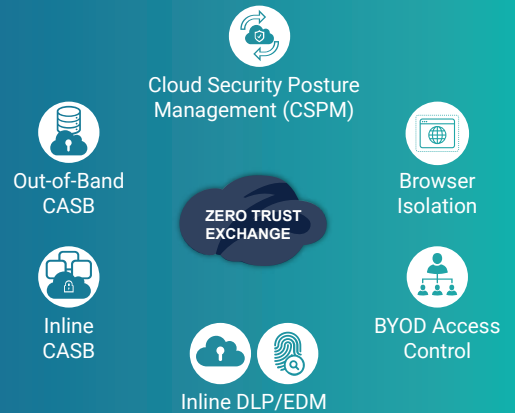 Cloud Security Posture
Management (CSPM)
Out-of-Band
CASB
Browser
Isolation
ZERO TRUST
EXCHANGE
Inline
CASB
BYOD Access
Control
Inline DLP/EDM